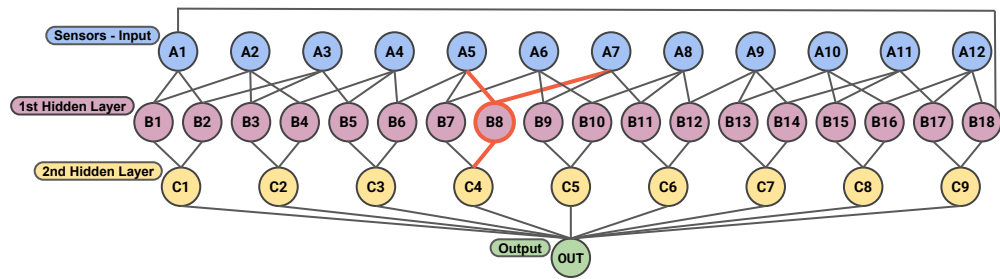 Sensors - Input
A1 A2 A3 A4 A5 A6 A7 A8 A9 A10 A11 A12
1st Hidden Layer
B1 B2 B3 B4 B5 B6 B7 B8 B9 B10 B11 B12 B13 B14 B15 B16 B17 B18
2nd Hidden Layer
C1 C2 C3 C4 C5 C6 C7 C8 C9
Output
OUT